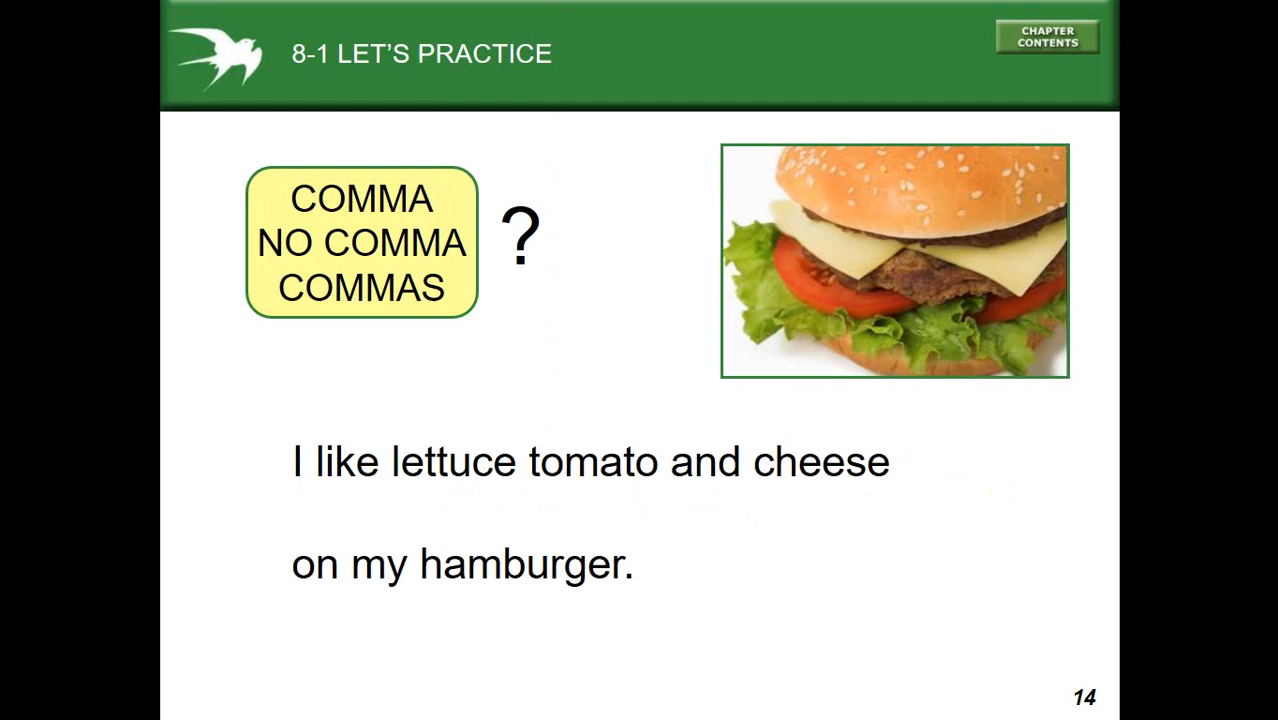 8-1 LET’S PRACTICE
CHAPTER
CONTENTS
COMMA
NO COMMA
COMMAS
?
I like lettuce tomato and cheese
on my hamburger.
14